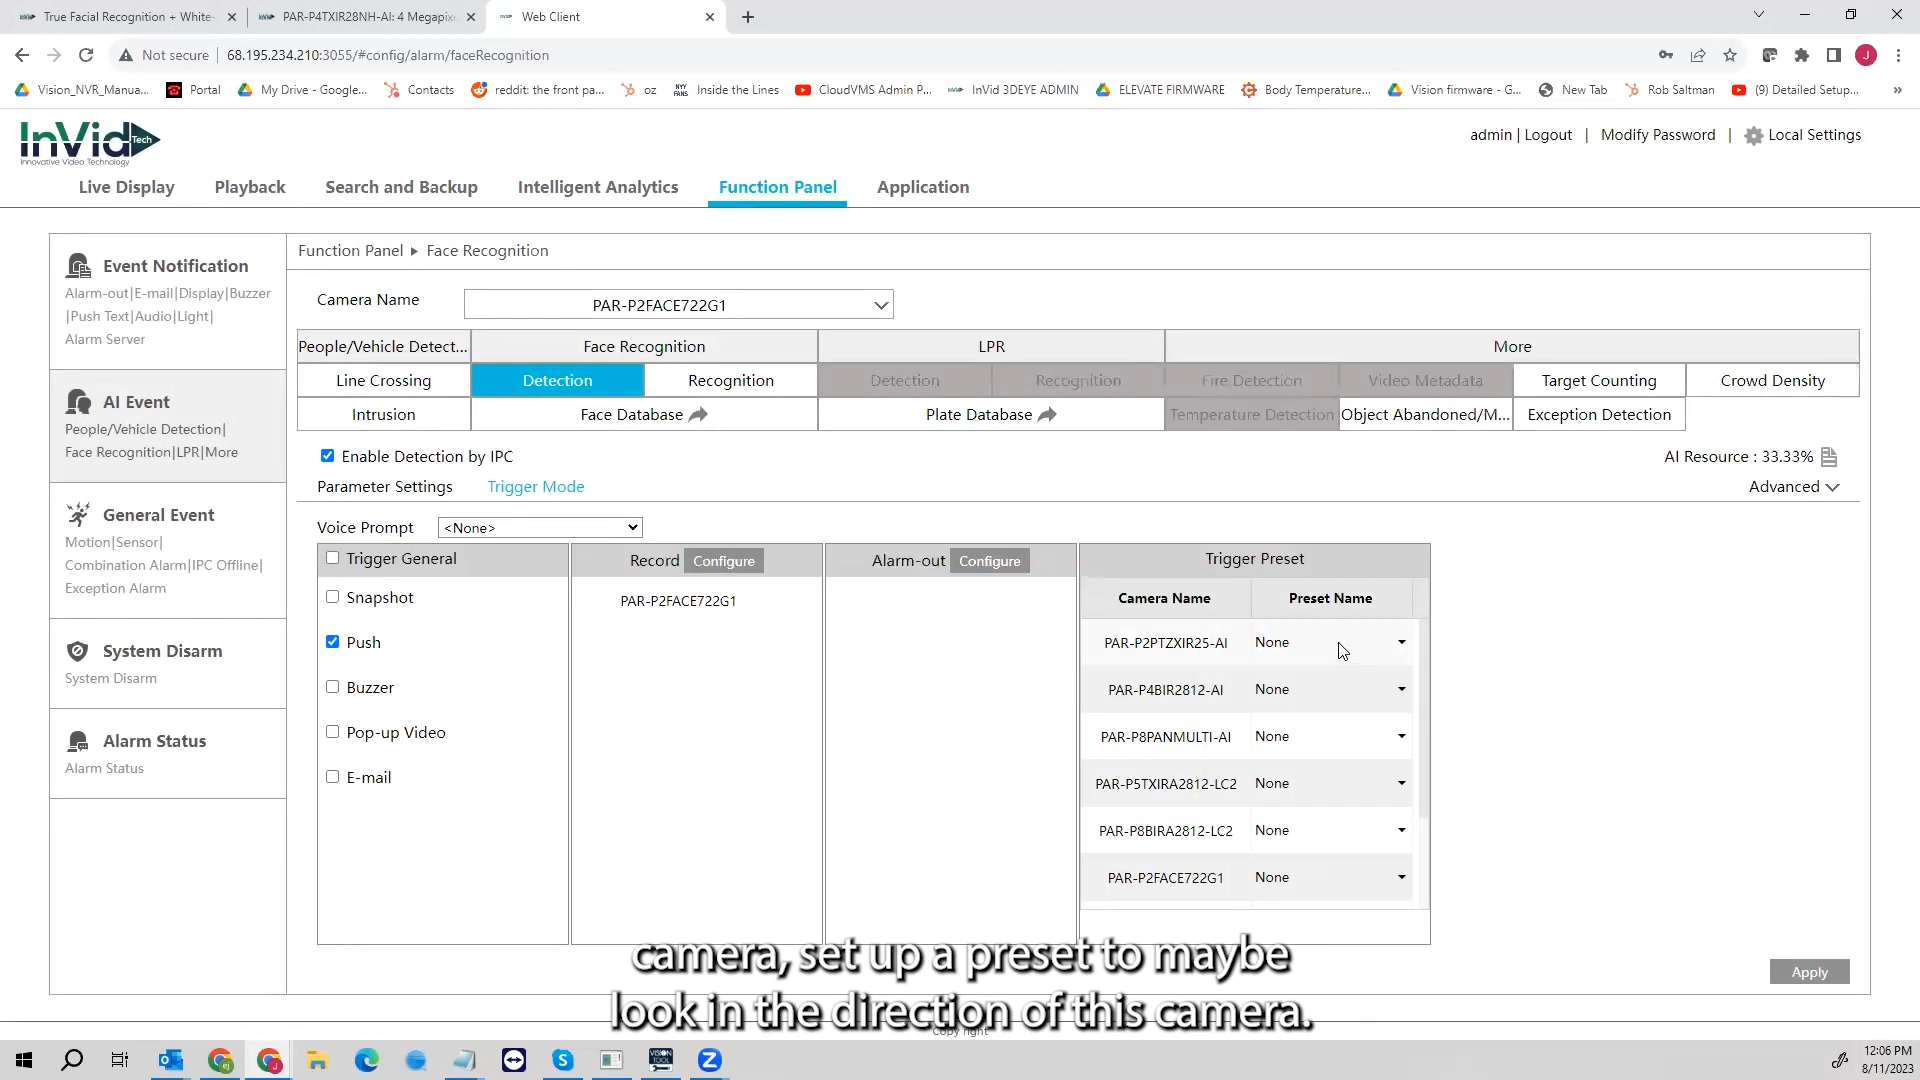 True Facial Recognition + White-
PAR-P4TXIR28NH-AI: 4 Megapix
Web Client
Not secure
68.195.234.210:3055/#config/alarm/faceRecognition
J
Vision_NVR_Manua...
Portal
My Drive - Google...
Contacts
reddit: the front pa...
oz
NYY FANS
Inside the Lines
CloudVMS Admin P...
InVid 3DEYE ADMIN
ELEVATE FIRMWARE
Body Temperature...
Vision firmware - G...
New Tab
Rob Saltman
(9) Detailed Setup...
»
InVid Tech
Innovative Video Technology
admin | Logout | Modify Password | Local Settings
Live Display
Playback
Search and Backup
Intelligent Analytics
Function Panel
Application
Event Notification
Alarm-out|E-mail|Display|Buzzer
|Push Text|Audio|Light|
Alarm Server
AI Event
People/Vehicle Detection|
Face Recognition|LPR|More
General Event
Motion|Sensor|
Combination Alarm|IPC Offline|
Exception Alarm
System Disarm
System Disarm
Alarm Status
Alarm Status
Function Panel ▸ Face Recognition
Camera Name
PAR-P2FACE722G1
People/Vehicle Detect...
Face Recognition
LPR
More
Line Crossing
Detection
Recognition
Detection
Recognition
Fire Detection
Video Metadata
Target Counting
Crowd Density
Intrusion
Face Database
Plate Database
Temperature Detection
Object Abandoned/M...
Exception Detection
Enable Detection by IPC
AI Resource : 33.33%
Parameter Settings
Trigger Mode
Advanced
Voice Prompt
<None>
Trigger General
Snapshot
Push
Buzzer
Pop-up Video
E-mail
Record
Configure
PAR-P2FACE722G1
Alarm-out
Configure
Trigger Preset
Camera Name
Preset Name
PAR-P2PTZXIR25-AI
None
PAR-P4BIR2812-AI
None
PAR-P8PANMULTI-AI
None
PAR-P5TXIRA2812-LC2
None
PAR-P8BIRA2812-LC2
None
PAR-P2FACE722G1
None
Apply
camera, set up a preset to maybe
look in the direction of this camera.
Copy right
VISION TOOL
12:06 PM
8/11/2023